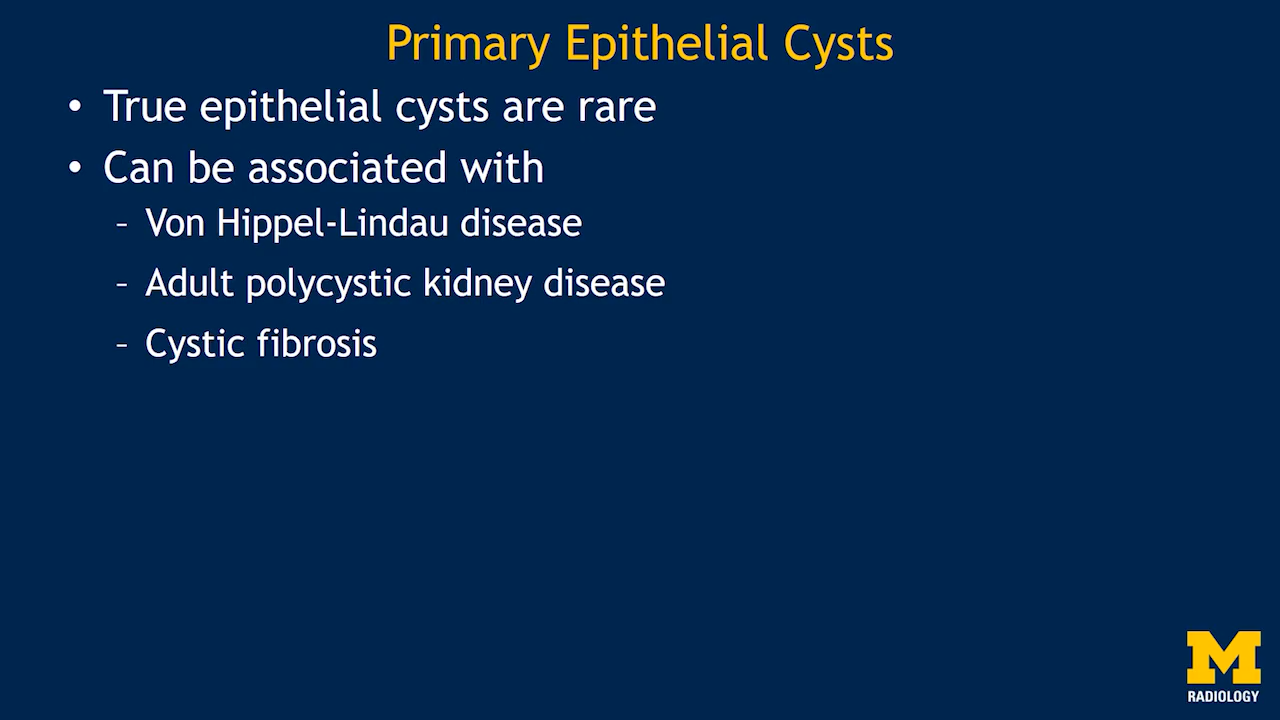 Primary Epithelial Cysts
• True epithelial cysts are rare
• Can be associated with
– Von Hippel-Lindau disease
– Adult polycystic kidney disease
– Cystic fibrosis
M
RADIOLOGY